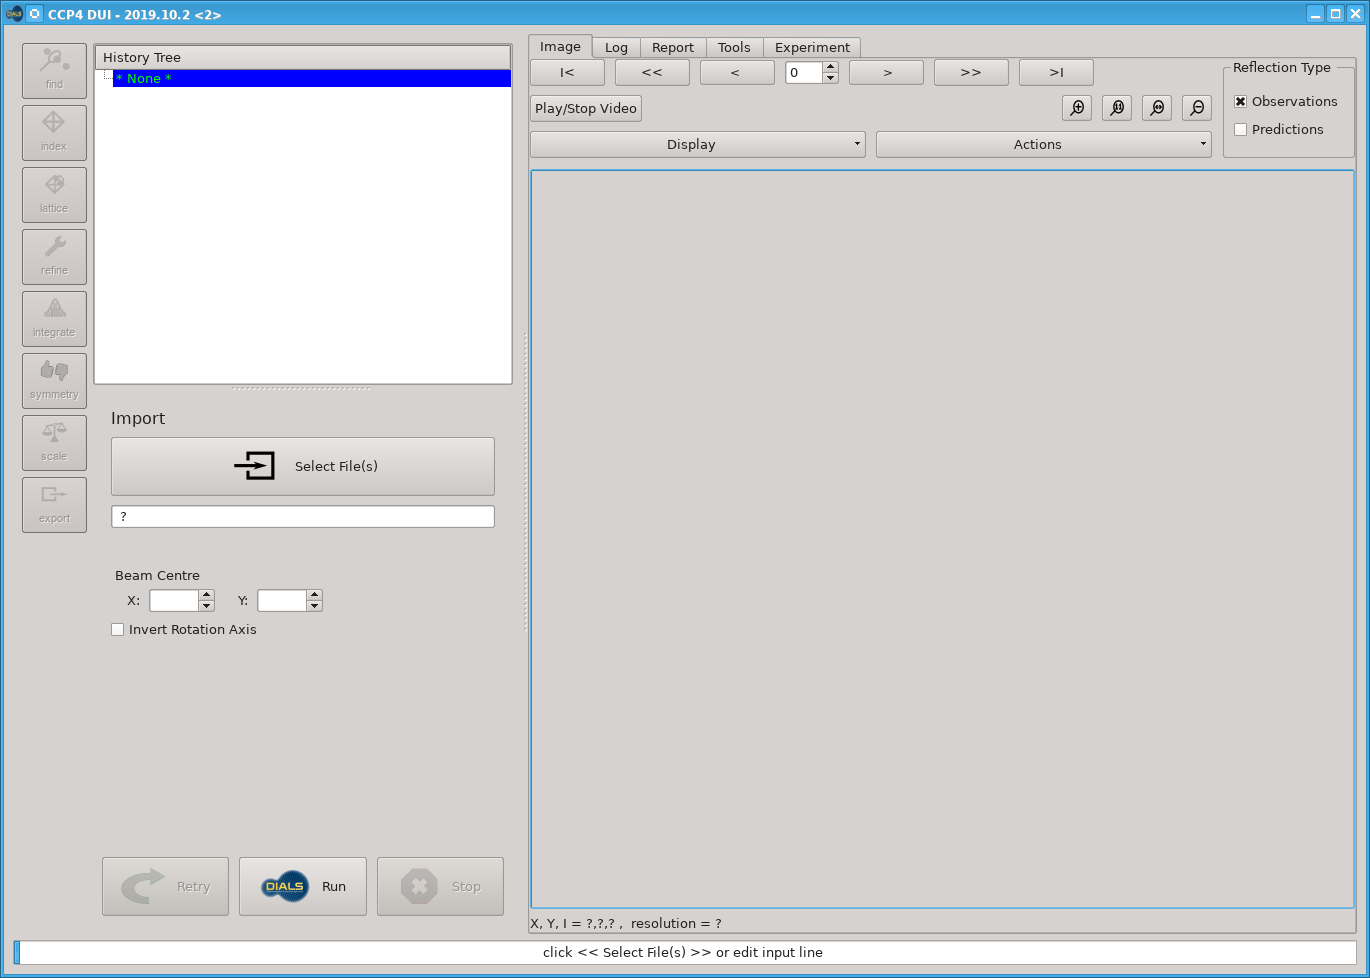 CCP4 DUI - 2019.10.2 <2>
find
index
lattice
refine
integrate
symmetry
scale
export
History Tree
* None *
Import
Select File(s)
?
Beam Centre
X: Y:
Invert Rotation Axis
Retry
DIALS Run
Stop
Image Log Report Tools Experiment
I< << < 0 > >> >I
Play/Stop Video
Display Actions
Reflection Type
Observations
Predictions
X, Y, I = ?,?,? , resolution = ?
click << Select File(s) >> or edit input line